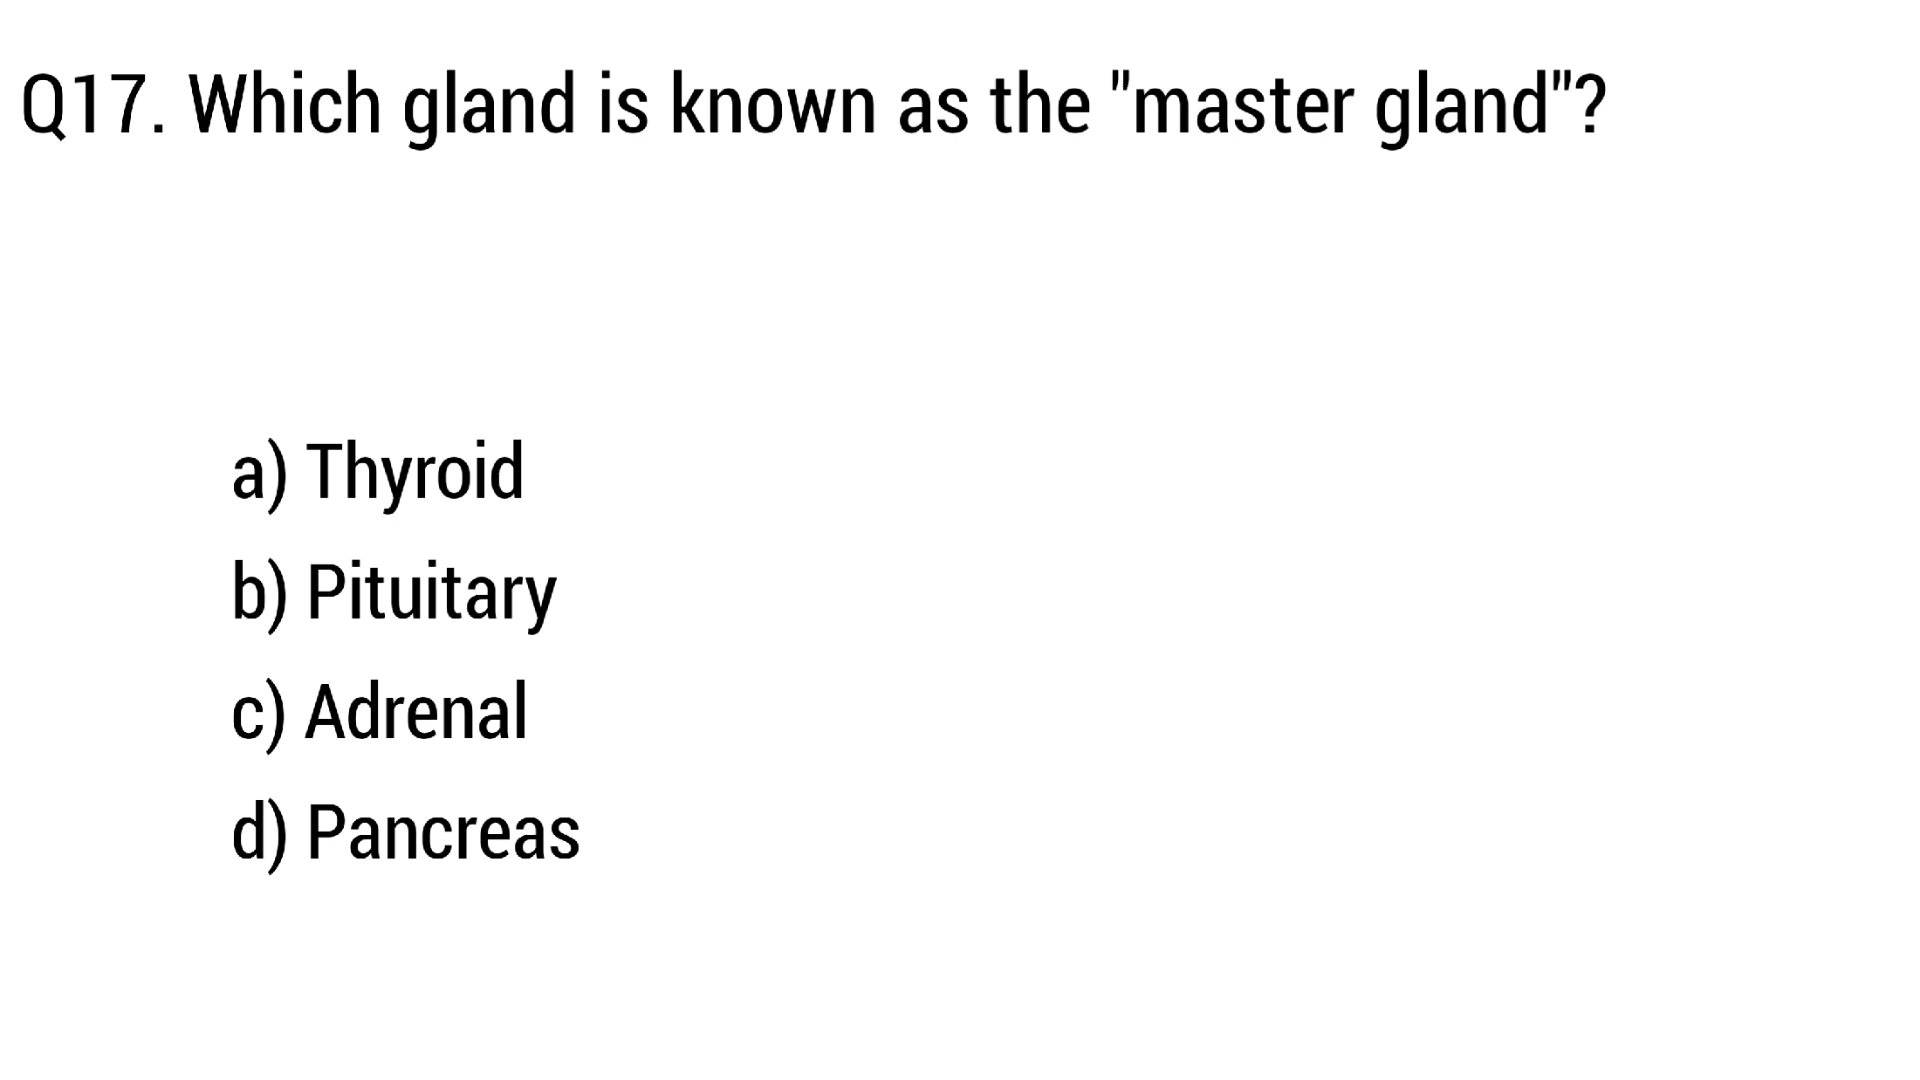 Q17. Which gland is known as the "master gland"?
a) Thyroid
b) Pituitary
c) Adrenal
d) Pancreas